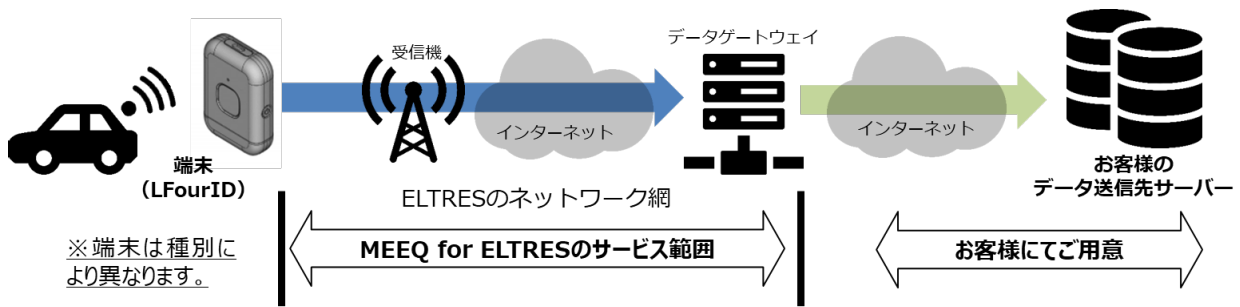 受信機
データゲートウェイ
インターネット
インターネット
端末
（LFourID）
お客様の
データ送信先サーバー
ELTRESのネットワーク網
MEEQ for ELTRESのサービス範囲
お客様にてご用意
※端末は種別に
より異なります。